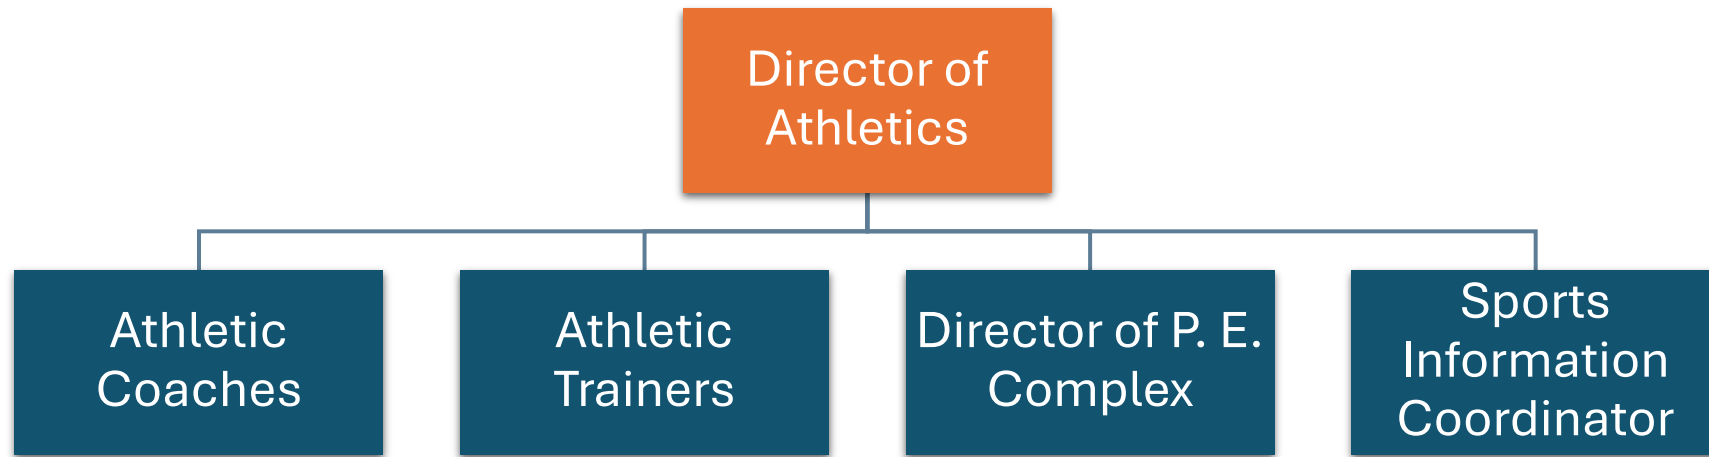 Director of
Athletics
Athletic
Coaches
Athletic
Trainers
Director of P. E.
Complex
Sports
Information
Coordinator